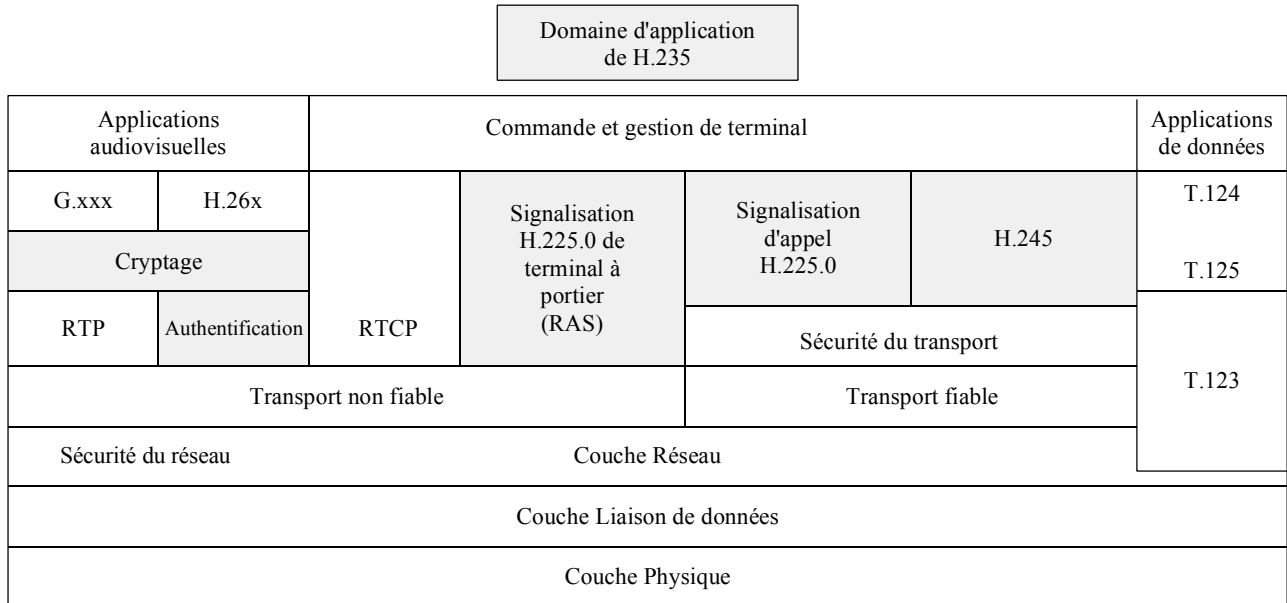 Domaine d'application
de H.235
Applications
audiovisuelles
Commande et gestion de terminal
Applications
de données
G.xxx
H.26x
Cryptage
RTP
Authentification
RTCP
Signalisation
H.225.0 de
terminal à
portier
(RAS)
Signalisation
d'appel
H.225.0
H.245
T.124
T.125
Sécurité du transport
T.123
Transport non fiable
Transport fiable
Sécurité du réseau
Couche Réseau
Couche Liaison de données
Couche Physique